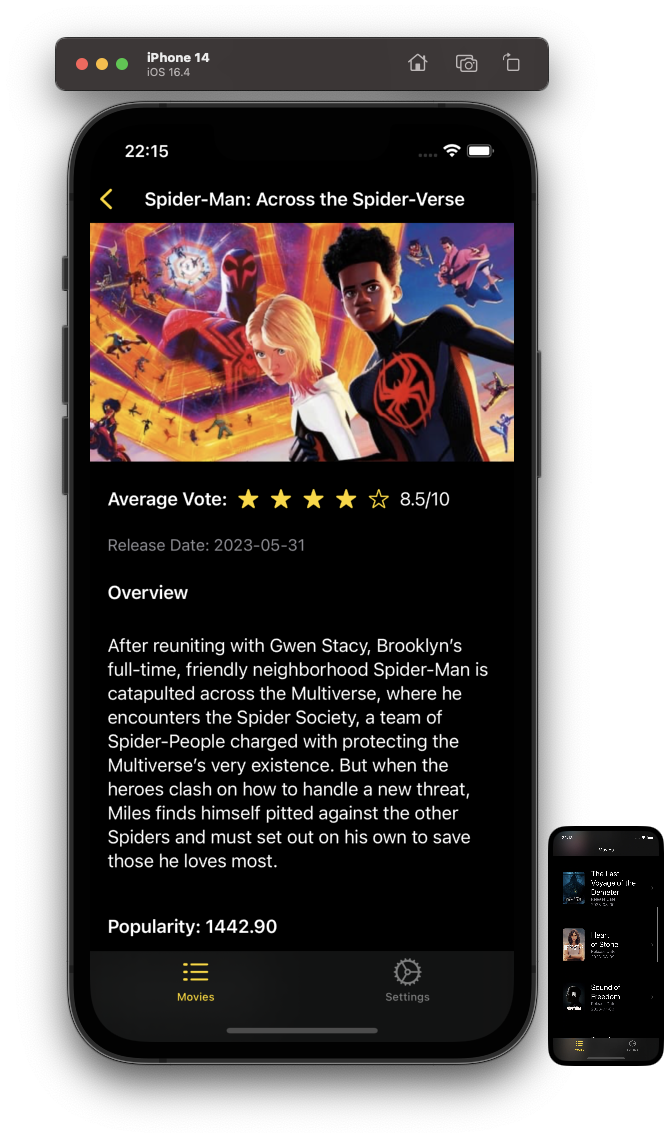 iPhone 14
iOS 16.4
22:15
Spider-Man: Across the Spider-Verse
Average Vote: 8.5/10
Release Date: 2023-05-31
Overview
After reuniting with Gwen Stacy, Brooklyn’s
full-time, friendly neighborhood Spider-Man is
catapulted across the Multiverse, where he
encounters the Spider Society, a team of
Spider-People charged with protecting the
Multiverse’s very existence. But when the
heroes clash on how to handle a new threat,
Miles finds himself pitted against the other
Spiders and must set out on his own to save
those he loves most.
Popularity: 1442.90
Movies
Settings
Movies
The Last
Voyage of the
Demeter
Release Date
Heart
of Stone
Sound of
Freedom